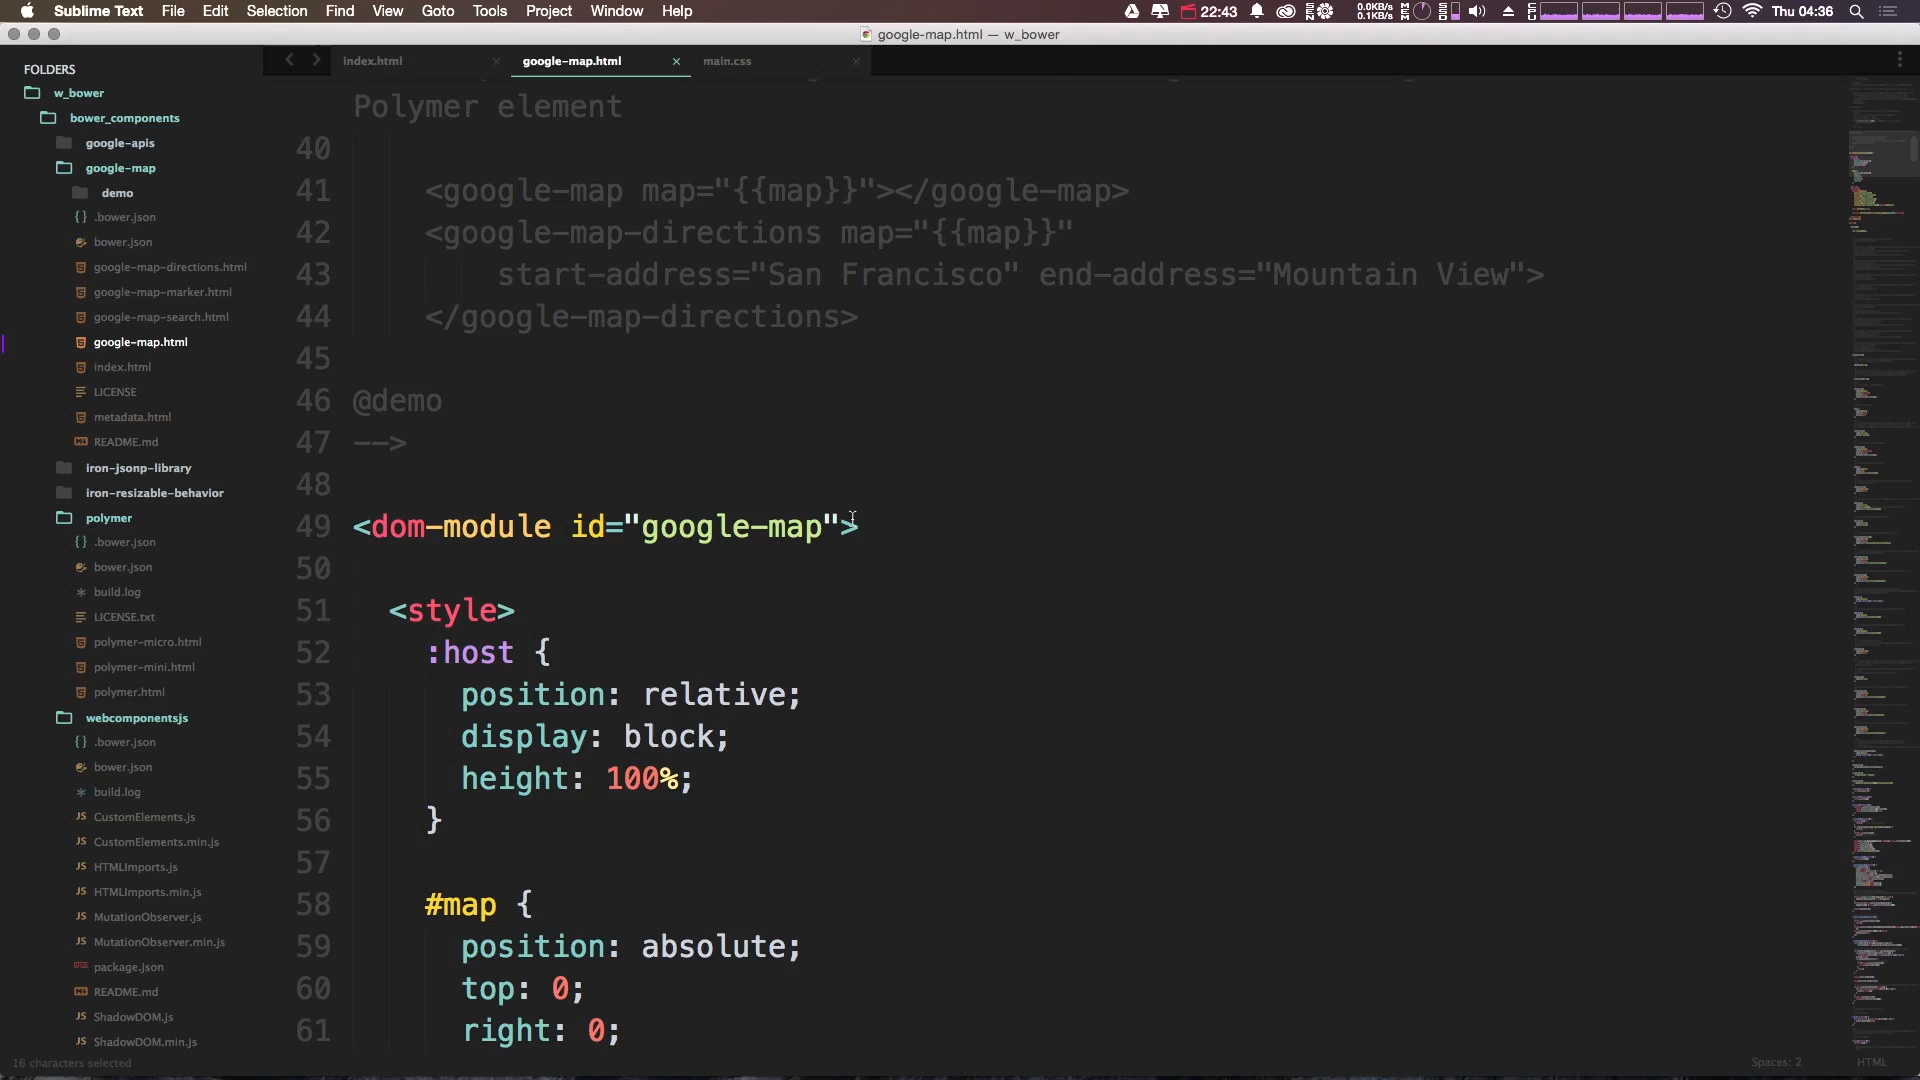 Sublime Text File Edit Selection Find View Goto Tools Project Window Help
22:43 0.0KB/s 0.1KB/s Thu 04:36
google-map.html — w_bower
FOLDERS
w_bower
bower_components
google-apis
google-map
demo
.bower.json
bower.json
google-map-directions.html
google-map-marker.html
google-map-search.html
google-map.html
index.html
LICENSE
metadata.html
README.md
iron-jsonp-library
iron-resizable-behavior
polymer
.bower.json
bower.json
build.log
LICENSE.txt
polymer-micro.html
polymer-mini.html
polymer.html
webcomponentsjs
.bower.json
bower.json
build.log
CustomElements.js
CustomElements.min.js
HTMLImports.js
HTMLImports.min.js
MutationObserver.js
MutationObserver.min.js
package.json
README.md
ShadowDOM.js
ShadowDOM.min.js
index.html google-map.html main.css
Polymer element
40
41 <google-map map="{{map}}"></google-map>
42 <google-map-directions map="{{map}}"
43 start-address="San Francisco" end-address="Mountain View">
44 </google-map-directions>
45
46 @demo
47 -->
48
49 <dom-module id="google-map">
50
51 <style>
52 :host {
53 position: relative;
54 display: block;
55 height: 100%;
56 }
57
58 #map {
59 position: absolute;
60 top: 0;
61 right: 0;
16 characters selected
Spaces: 2 HTML